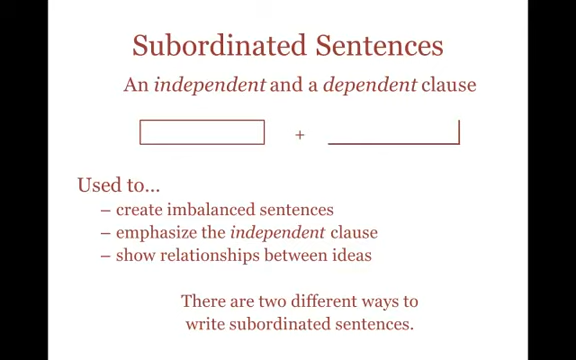 Subordinated Sentences
An independent and a dependent clause
+
Used to...
– create imbalanced sentences
– emphasize the independent clause
– show relationships between ideas
There are two different ways to
write subordinated sentences.